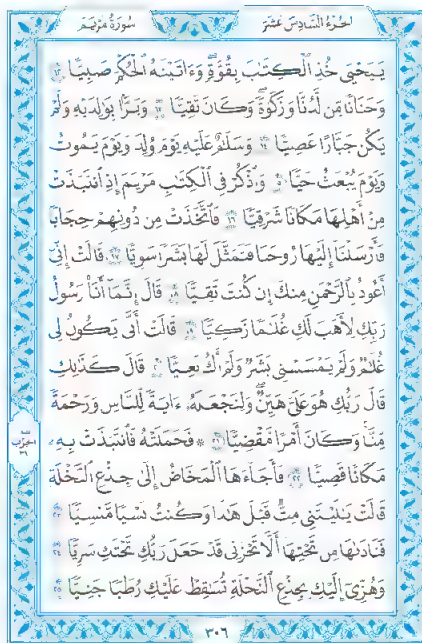 الجزء السادس عشر
سورة مريم
يَـٰيَحْيَىٰ خُذِ ٱلْكِتَـٰبَ بِقُوَّةٍ ۖ وَءَاتَيْنَـٰهُ ٱلْحُكْمَ صَبِيًّا ١٢
وَحَنَانًا مِّن لَّدُنَّا وَزَكَوٰةً ۖ وَكَانَ تَقِيًّا ١٣ وَبَرًّۢا بِوَٰلِدَيْهِ وَلَمْ
يَكُن جَبَّارًا عَصِيًّا ١٤ وَسَلَـٰمٌ عَلَيْهِ يَوْمَ وُلِدَ وَيَوْمَ يَمُوتُ
وَيَوْمَ يُبْعَثُ حَيًّا ١٥ وَٱذْكُرْ فِى ٱلْكِتَـٰبِ مَرْيَمَ إِذِ ٱنتَبَذَتْ
مِنْ أَهْلِهَا مَكَانًا شَرْقِيًّا ١٦ فَٱتَّخَذَتْ مِن دُونِهِمْ حِجَابًا
فَأَرْسَلْنَآ إِلَيْهَا رُوحَنَا فَتَمَثَّلَ لَهَا بَشَرًا سَوِيًّا ١٧ قَالَتْ إِنِّىٓ
أَعُوذُ بِٱلرَّحْمَـٰنِ مِنكَ إِن كُنتَ تَقِيًّا ١٨ قَالَ إِنَّمَآ أَنَا۠ رَسُولُ
رَبِّكِ لِأَهَبَ لَكِ غُلَـٰمًا زَكِيًّا ١٩ قَالَتْ أَنَّىٰ يَكُونُ لِى
غُلَـٰمٌ وَلَمْ يَمْسَسْنِى بَشَرٌ وَلَمْ أَكُ بَغِيًّا ٢٠ قَالَ كَذَٰلِكِ
قَالَ رَبُّكِ هُوَ عَلَىَّ هَيِّنٌ ۖ وَلِنَجْعَلَهُۥٓ ءَايَةً لِّلنَّاسِ وَرَحْمَةً
مِّنَّا ۚ وَكَانَ أَمْرًا مَّقْضِيًّا ٢١ ۞ فَحَمَلَتْهُ فَٱنتَبَذَتْ بِهِۦ
مَكَانًا قَصِيًّا ٢٢ فَأَجَآءَهَا ٱلْمَخَاضُ إِلَىٰ جِذْعِ ٱلنَّخْلَةِ
قَالَتْ يَـٰلَيْتَنِى مِتُّ قَبْلَ هَـٰذَا وَكُنتُ نَسْيًا مَّنسِيًّا ٢٣
فَنَادَىٰهَا مِن تَحْتِهَآ أَلَّا تَحْزَنِى قَدْ جَعَلَ رَبُّكِ تَحْتَكِ سَرِيًّا ٢٤
وَهُزِّىٓ إِلَيْكِ بِجِذْعِ ٱلنَّخْلَةِ تُسَـٰقِطْ عَلَيْكِ رُطَبًا جَنِيًّا ٢٥
الحزب
٣١
٣٠٦